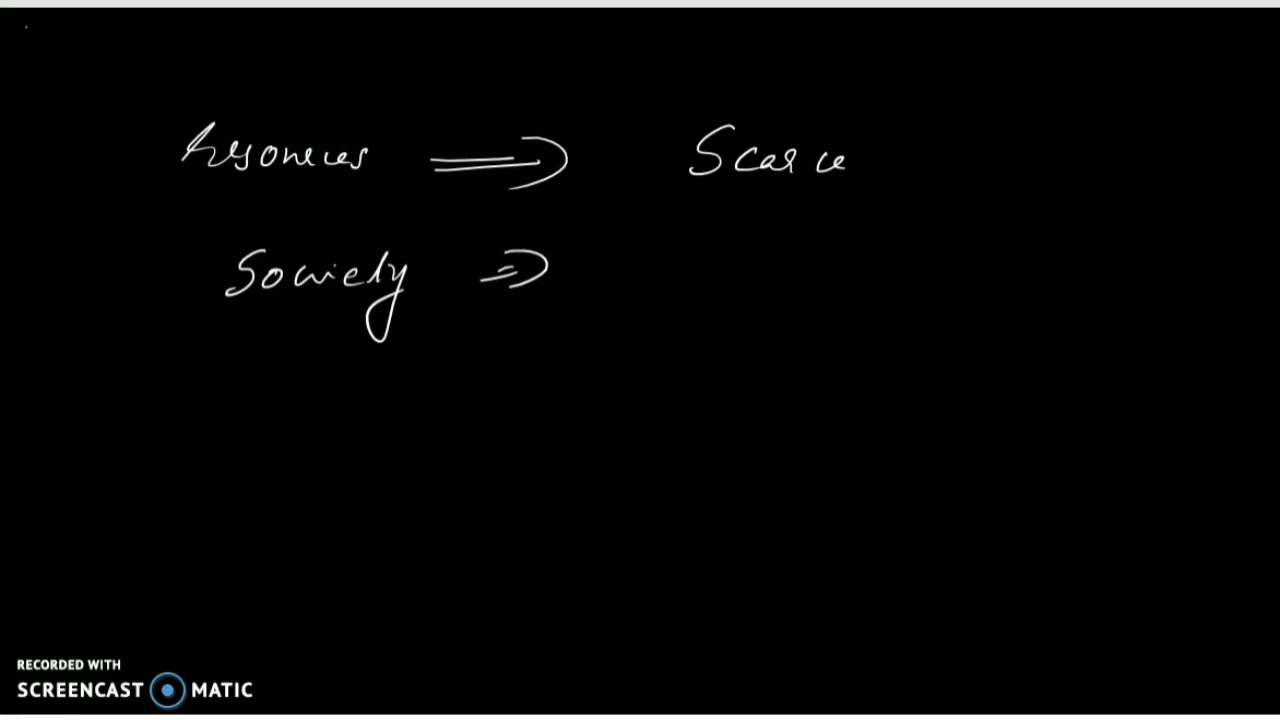 resources ⇒ Scarce
Society ⇒
RECORDED WITH
SCREENCAST MATIC